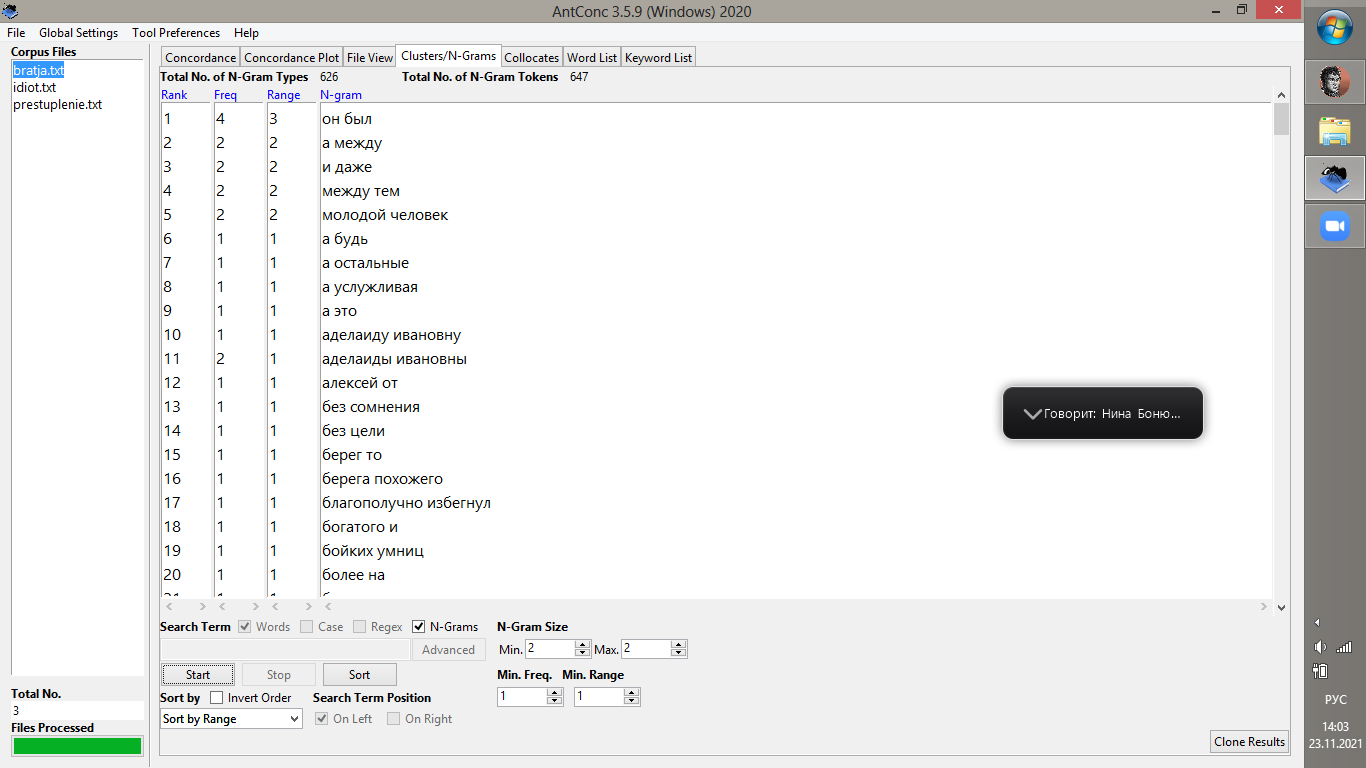 AntConc 3.5.9 (Windows) 2020
File Global Settings Tool Preferences Help
Corpus Files
bratja.txt
idiot.txt
prestuplenie.txt
Concordance Concordance Plot File View Clusters/N-Grams Collocates Word List Keyword List
Total No. of N-Gram Types 626 Total No. of N-Gram Tokens 647
Rank Freq Range N-gram
1 4 3 он был
2 2 2 а между
3 2 2 и даже
4 2 2 между тем
5 2 2 молодой человек
6 1 1 а будь
7 1 1 а остальные
8 1 1 а услужливая
9 1 1 а это
10 1 1 аделаиду ивановну
11 2 1 аделаиды ивановны
12 1 1 алексей от
13 1 1 без сомнения
14 1 1 без цели
15 1 1 берег то
16 1 1 берега похожего
17 1 1 благополучно избегнул
18 1 1 богатого и
19 1 1 бойких умниц
20 1 1 более на
Говорит: Нина Боню...
Search Term Words Case Regex N-Grams N-Gram Size
Advanced Min. 2 Max. 2
Start Stop Sort Min. Freq. Min. Range
Sort by Invert Order Search Term Position 1 1
Sort by Range On Left On Right
Total No.
3
Files Processed
Clone Results
РУС
14:03
23.11.2021